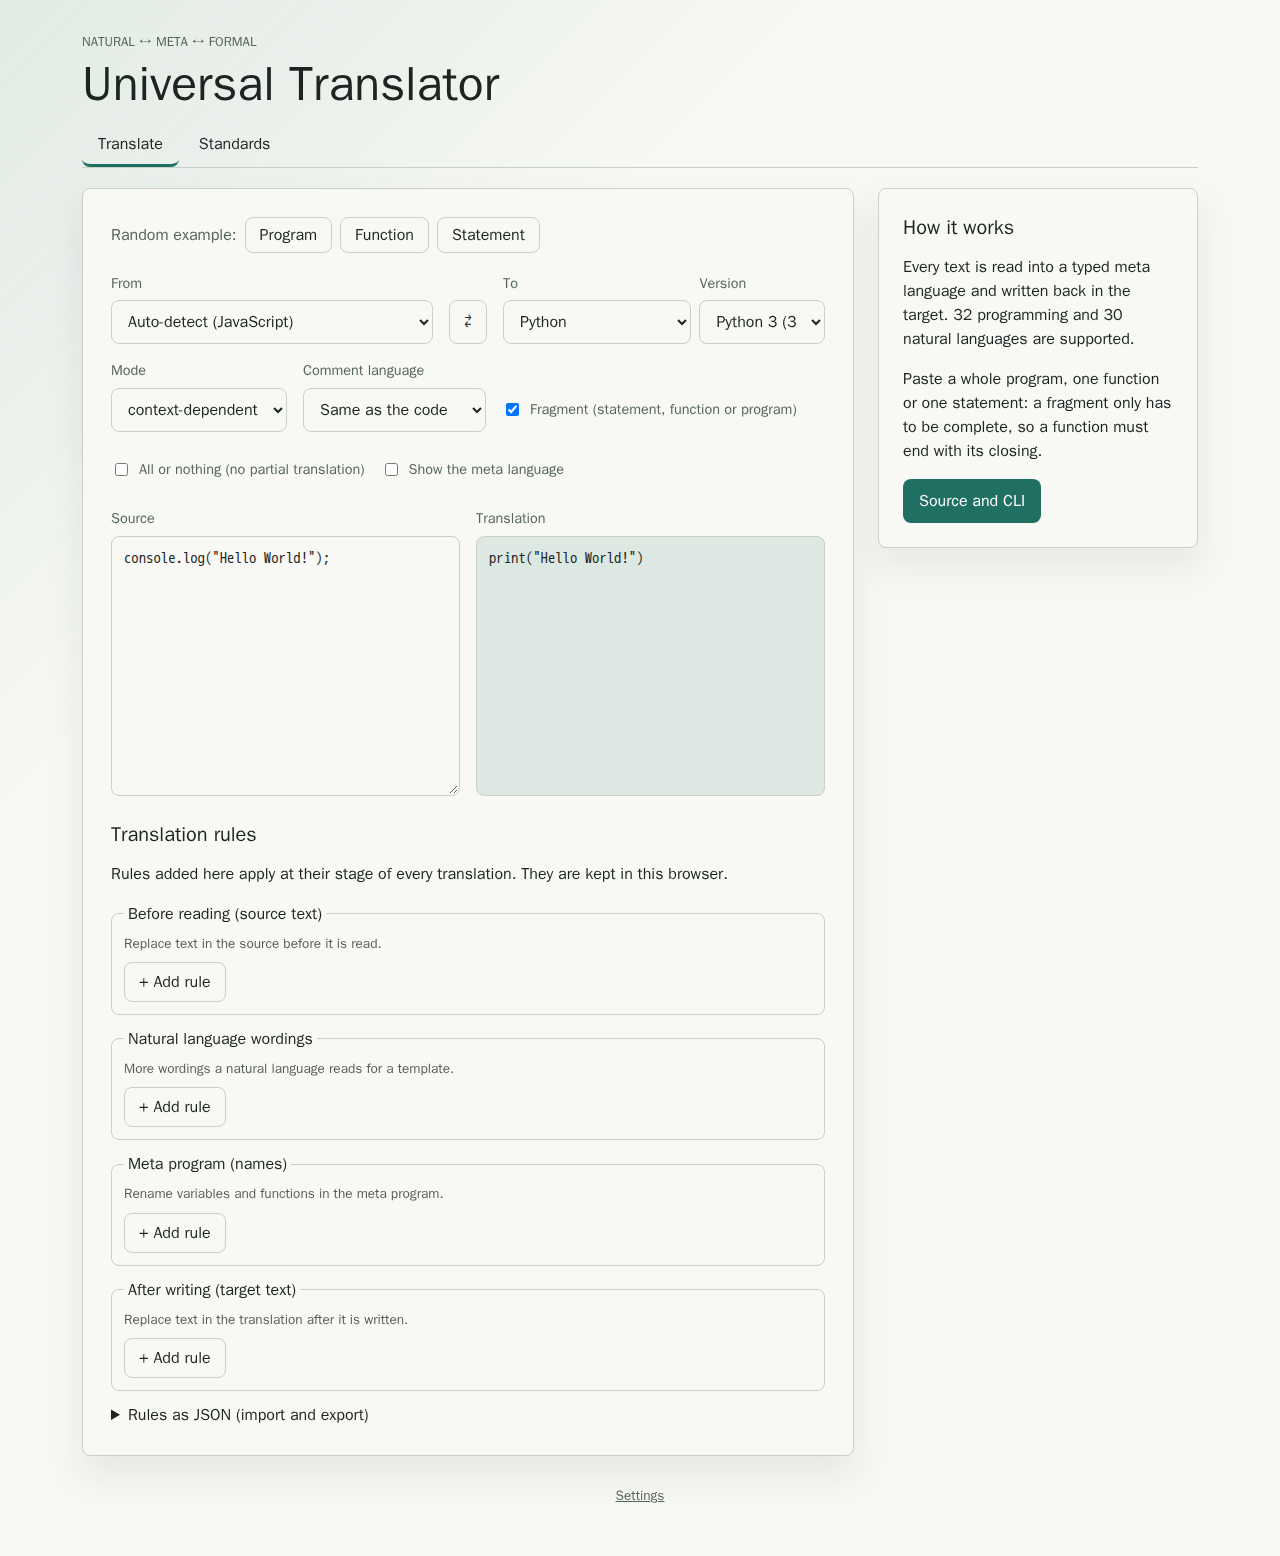 NATURAL ↔ META ↔ FORMAL
Universal Translator
Translate
Standards
Random example:
Program
Function
Statement
From
To
Version
Auto-detect (JavaScript)
⇄
Python
Python 3 (3
Mode
Comment language
context-dependent
Same as the code
Fragment (statement, function or program)
All or nothing (no partial translation)
Show the meta language
Source
Translation
console.log("Hello World!");
print("Hello World!")
Translation rules
Rules added here apply at their stage of every translation. They are kept in this browser.
Before reading (source text)
Replace text in the source before it is read.
+ Add rule
Natural language wordings
More wordings a natural language reads for a template.
+ Add rule
Meta program (names)
Rename variables and functions in the meta program.
+ Add rule
After writing (target text)
Replace text in the translation after it is written.
+ Add rule
Rules as JSON (import and export)
How it works
Every text is read into a typed meta
language and written back in the
target. 32 programming and 30
natural languages are supported.
Paste a whole program, one function
or one statement: a fragment only has
to be complete, so a function must
end with its closing.
Source and CLI
Settings